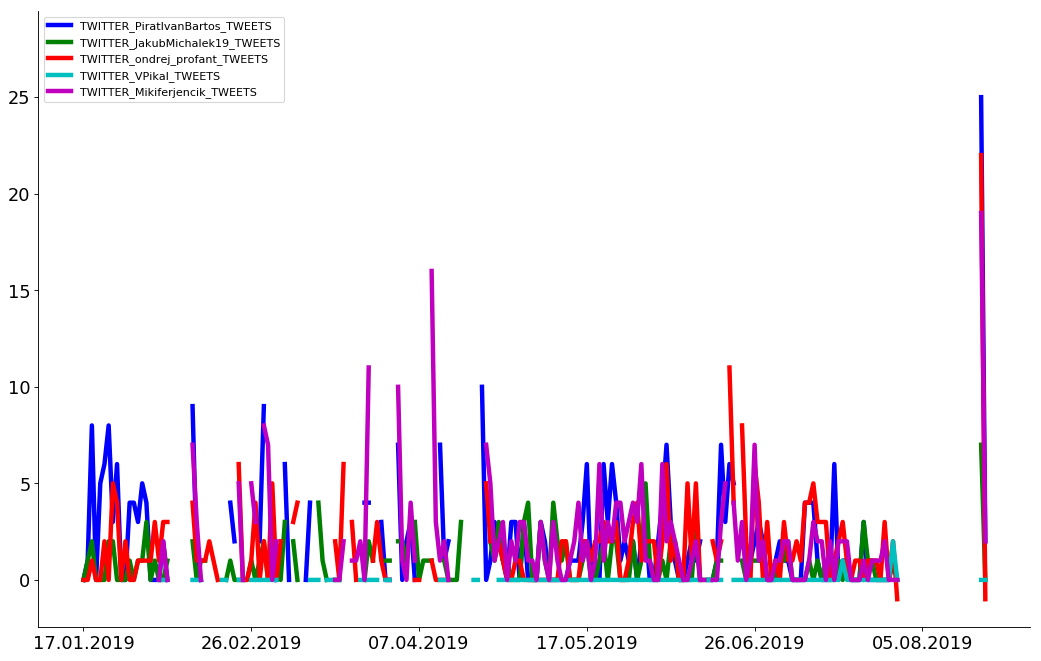 TWITTER_PiratIvanBartos_TWEETS
TWITTER_JakubMichalek19_TWEETS
TWITTER_ondrej_profant_TWEETS
TWITTER_VPikal_TWEETS
TWITTER_Mikiferjencik_TWEETS
25
20
15
10
5
0
17.01.2019 26.02.2019 07.04.2019 17.05.2019 26.06.2019 05.08.2019